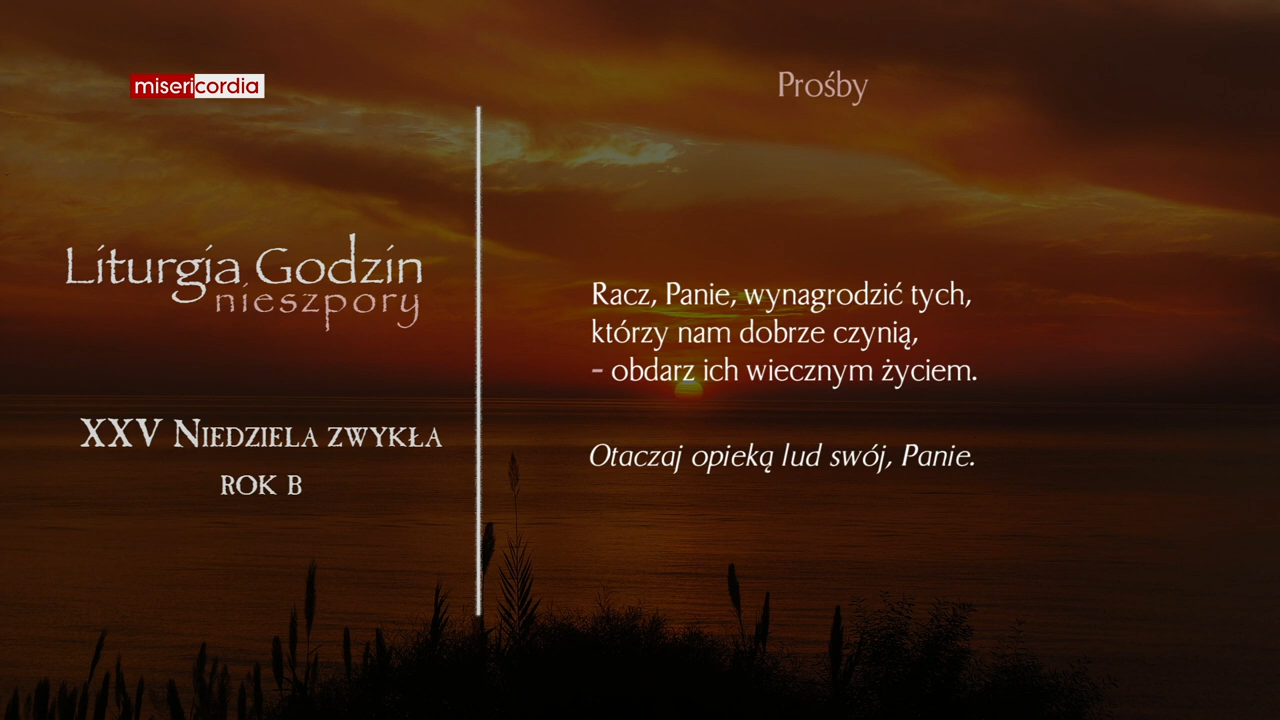 misericordia
Prośby
Liturgia Godzin
nieszpory
XXV Niedziela zwykła
rok B
Racz, Panie, wynagrodzić tych,
którzy nam dobrze czynią,
- obdarz ich wiecznym życiem.
Otaczaj opieką lud swój, Panie.